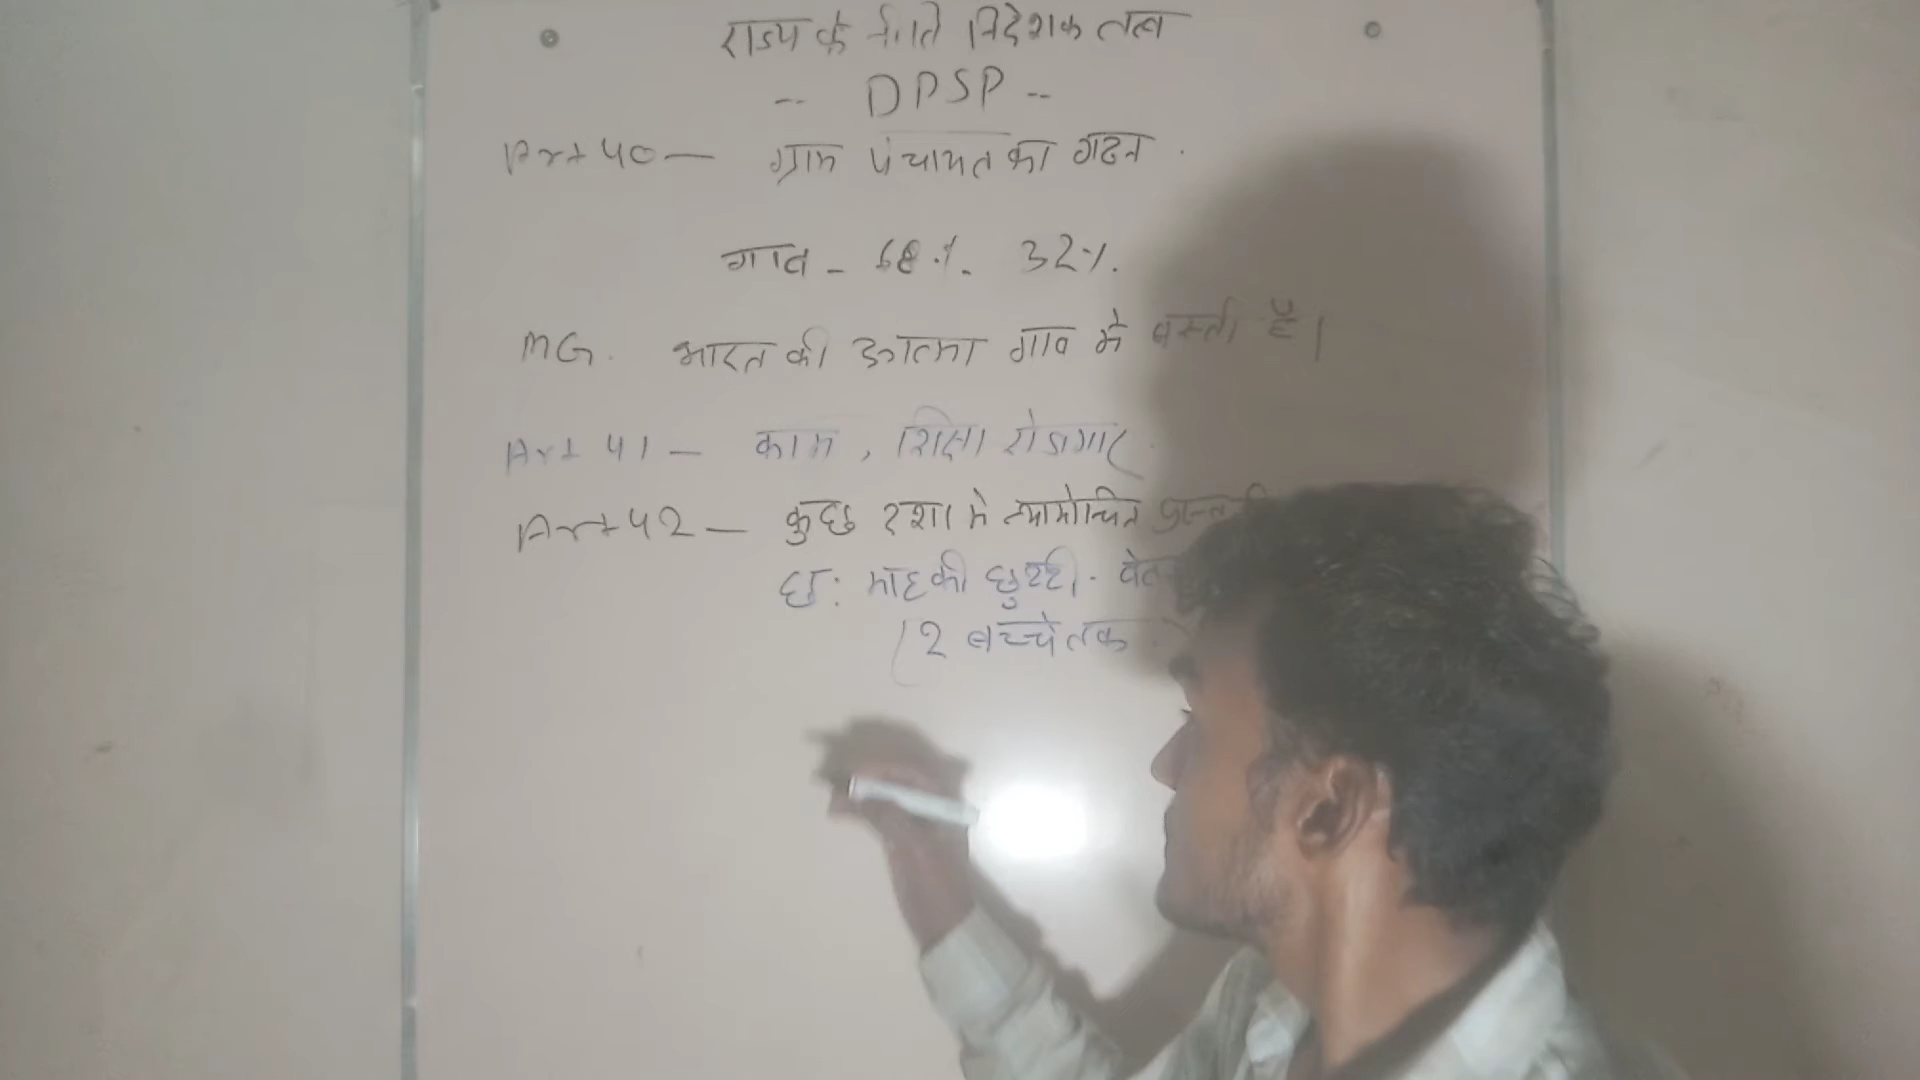 राज्य के नीति निदेशक तत्व
-- DPSP --
Art 40 — ग्राम पंचायत का गठन .
गाव - 68 % - 32 % .
MG. भारत की आत्मा गाव मे बस्ती है।
Art 41 — काम , शिक्षा रोजगार
Art 42 — कुछ दशा मे न्यायोचित
छ: माह की छुट्टी -
(2 बच्चे तक